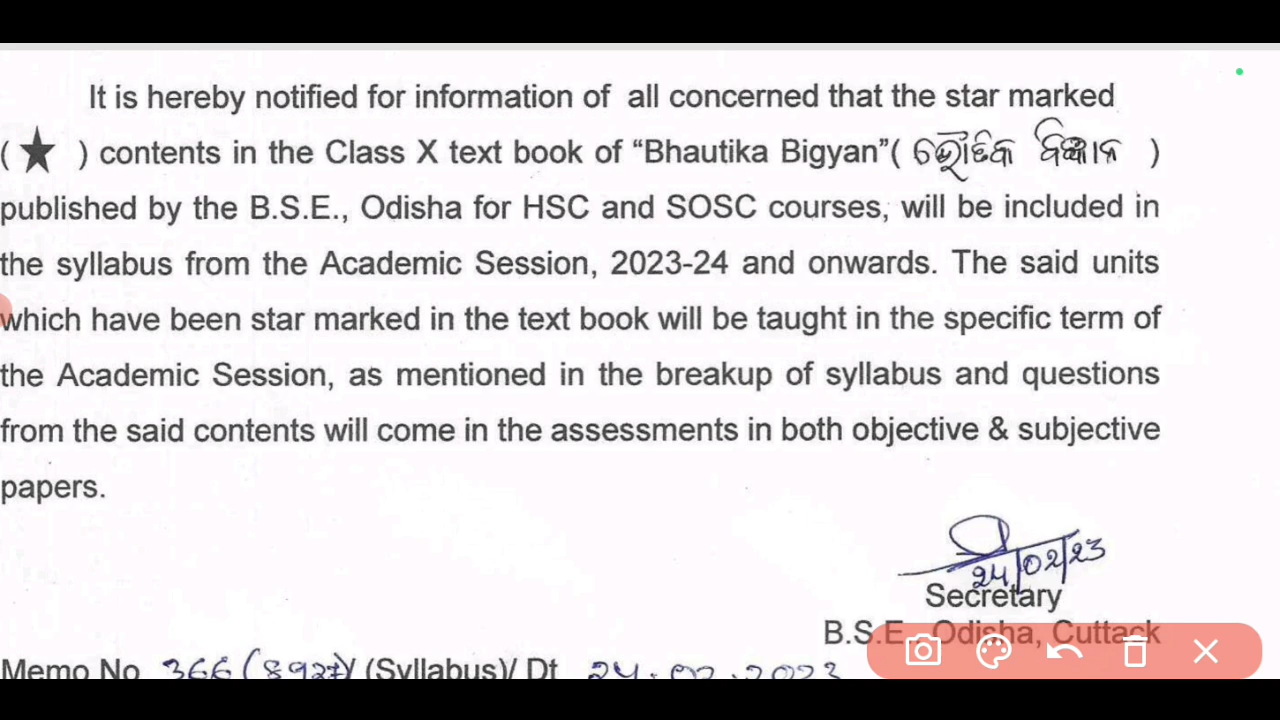 It is hereby notified for information of all concerned that the star marked
( ★ ) contents in the Class X text book of “Bhautika Bigyan”( ଭୌତିକ ବିଜ୍ଞାନ )
published by the B.S.E., Odisha for HSC and SOSC courses, will be included in
the syllabus from the Academic Session, 2023-24 and onwards. The said units
which have been star marked in the text book will be taught in the specific term of
the Academic Session, as mentioned in the breakup of syllabus and questions
from the said contents will come in the assessments in both objective & subjective
papers.
24/02/23
Secretary
B.S.E., Odisha, Cuttack
Memo No 366 / (Syllabus)/ Dt 24.02.2023